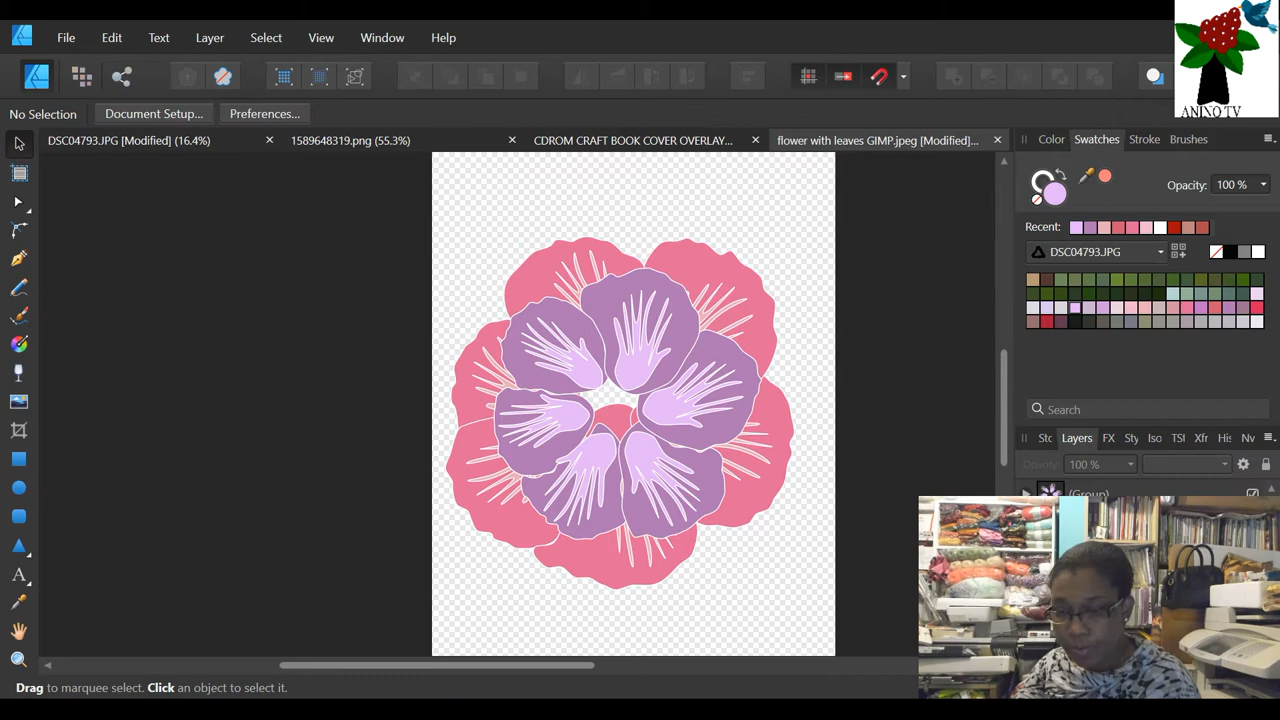 File Edit Text Layer Select View Window Help
ANINO TV
No Selection Document Setup... Preferences...
DSC04793.JPG [Modified] (16.4%) 1589648319.png (55.3%) CDROM CRAFT BOOK COVER OVERLAY... flower with leaves GIMP.jpeg [Modified]...
Color Swatches Stroke Brushes
Opacity: 100 %
Recent:
DSC04793.JPG
Search
Stc Layers FX Sty Iso TSI Xfr His Nv
Opacity: 100 %
(Group)
Drag to marquee select. Click an object to select it.